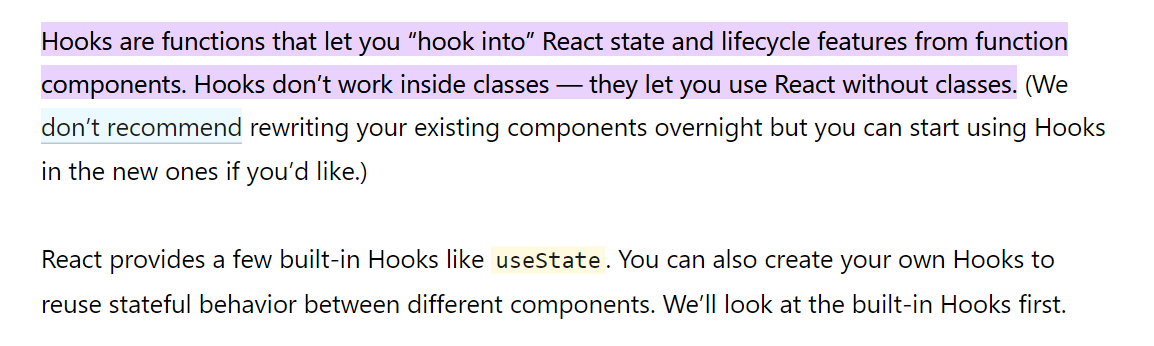 Hooks are functions that let you “hook into” React state and lifecycle features from function
components. Hooks don’t work inside classes — they let you use React without classes. (We
don’t recommend rewriting your existing components overnight but you can start using Hooks
in the new ones if you’d like.)
React provides a few built-in Hooks like useState. You can also create your own Hooks to
reuse stateful behavior between different components. We’ll look at the built-in Hooks first.